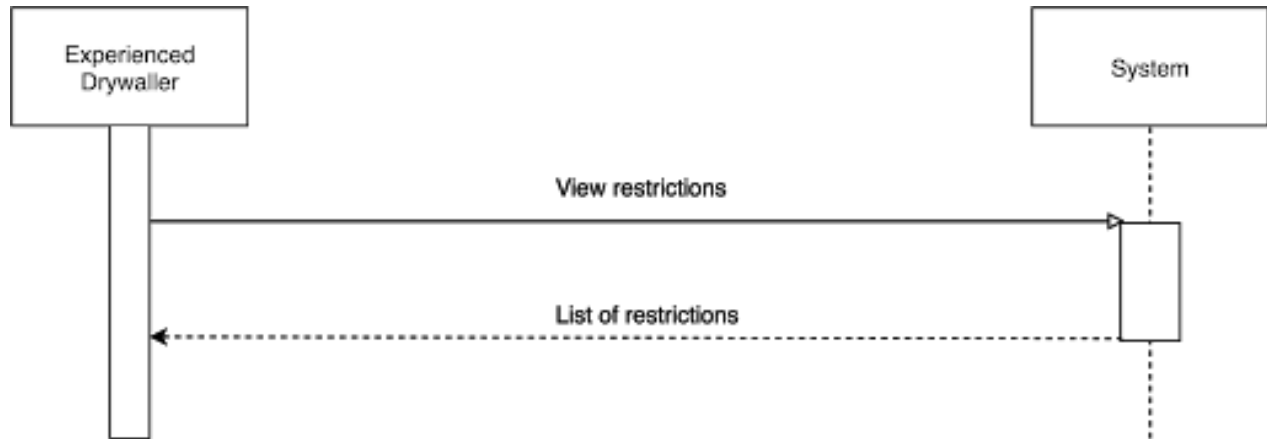 Experienced
Drywaller
System
View restrictions
List of restrictions